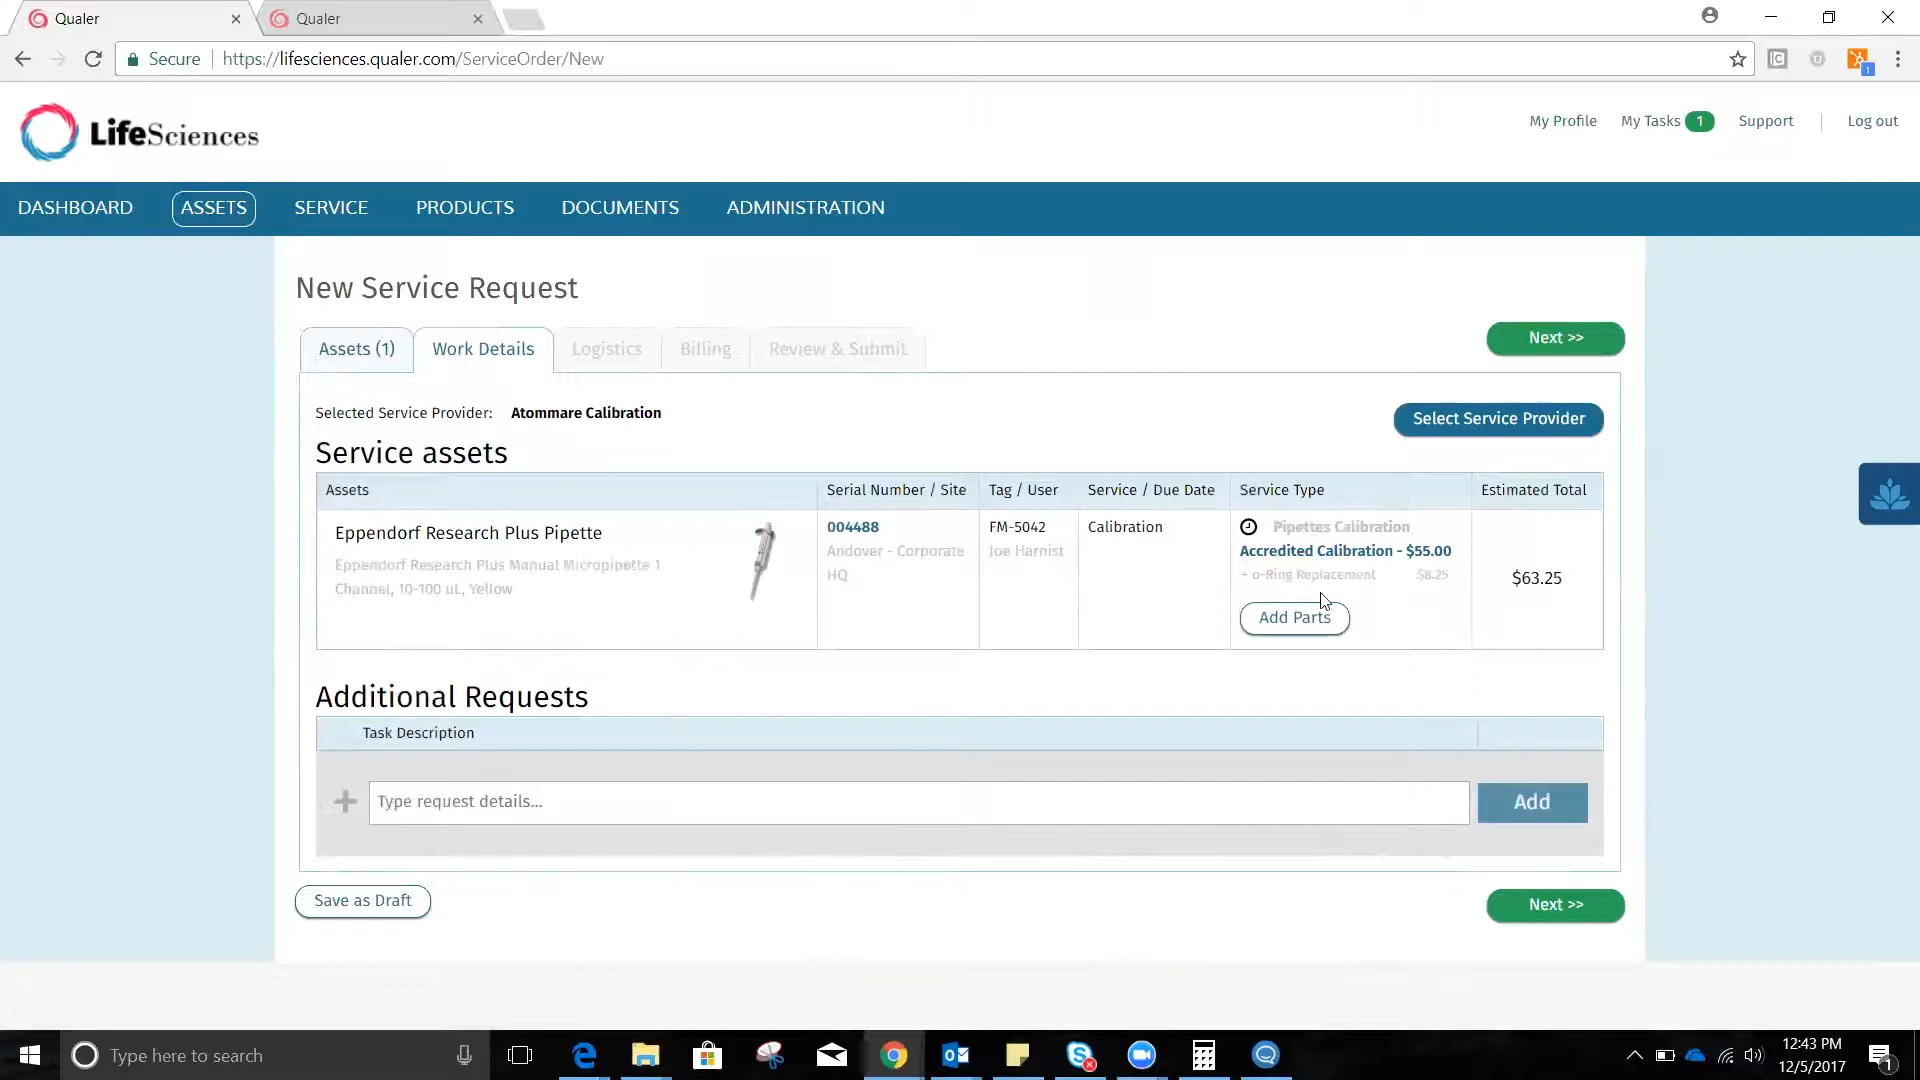 Qualer
Qualer
Secure
https://lifesciences.qualer.com/ServiceOrder/New
LifeSciences
My Profile
My Tasks 1
Support
Log out
DASHBOARD
ASSETS
SERVICE
PRODUCTS
DOCUMENTS
ADMINISTRATION
New Service Request
Assets (1)
Work Details
Logistics
Billing
Review & Submit
Next >>
Selected Service Provider: Atommare Calibration
Select Service Provider
Service assets
Assets
Serial Number / Site
Tag / User
Service / Due Date
Service Type
Estimated Total
Eppendorf Research Plus Pipette
Eppendorf Research Plus Manual Micropipette 1
Channel, 10-100 uL, Yellow
004488
Andover - Corporate
HQ
FM-5042
Joe Harnist
Calibration
Pipettes Calibration
Accredited Calibration - $55.00
- o-Ring Replacement $8.25
Add Parts
$63.25
Additional Requests
Task Description
Type request details...
Add
Save as Draft
Next >>
Type here to search
12:43 PM
12/5/2017
1